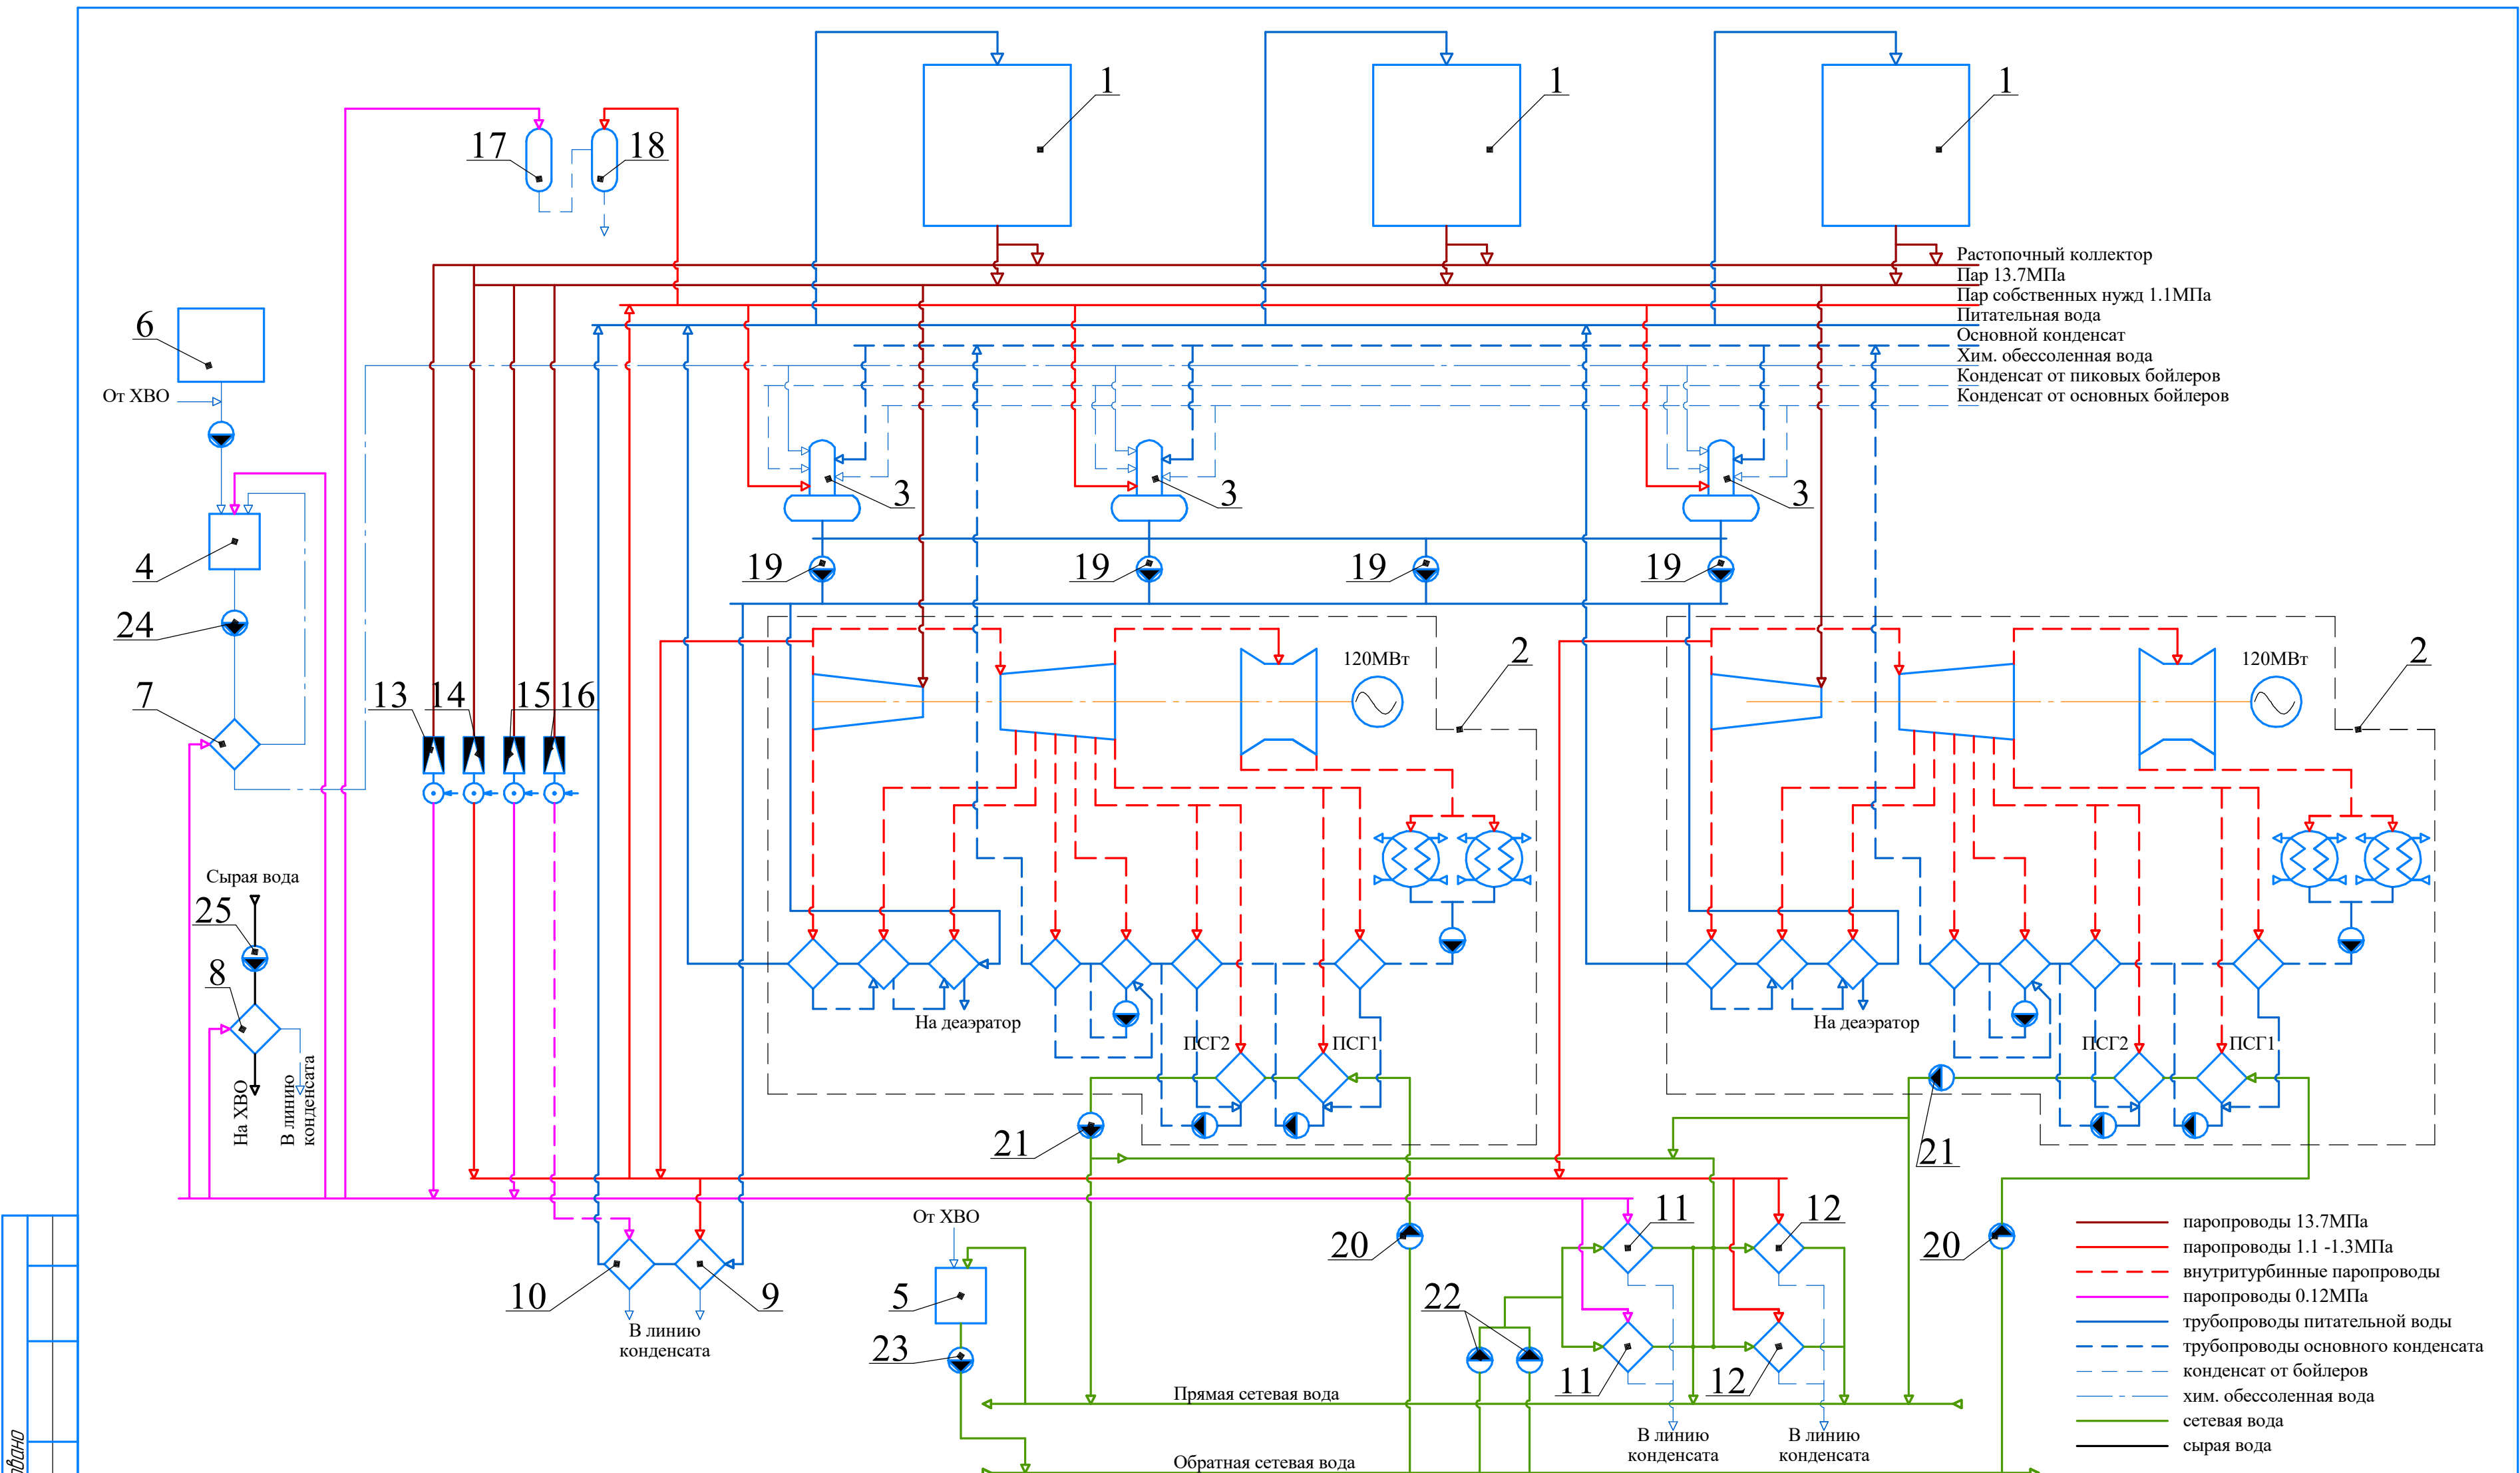 1
1
1
17
18
Растопочный коллектор
Пар 13.7МПа
Пар собственных нужд 1.1МПа
Питательная вода
Основной конденсат
Хим. обессоленная вода
Конденсат от пиковых бойлеров
Конденсат от основных бойлеров
6
От ХВО
3
3
3
4
19
19
19
19
24
120МВт
2
120МВт
2
7
13
14
15
16
Сырая вода
25
8
На ХВО
В линию
конденсата
На деаэратор
ПСГ2
ПСГ1
На деаэратор
ПСГ2
ПСГ1
21
21
От ХВО
11
12
20
20
10
9
5
22
В линию
конденсата
23
11
12
Прямая сетевая вода
В линию
конденсата
В линию
конденсата
Обратная сетевая вода
паропроводы 13.7МПа
паропроводы 1.1 -1.3МПа
внутритурбинные паропроводы
паропроводы 0.12МПа
трубопроводы питательной воды
трубопроводы основного конденсата
конденсат от бойлеров
хим. обессоленная вода
сетевая вода
сырая вода